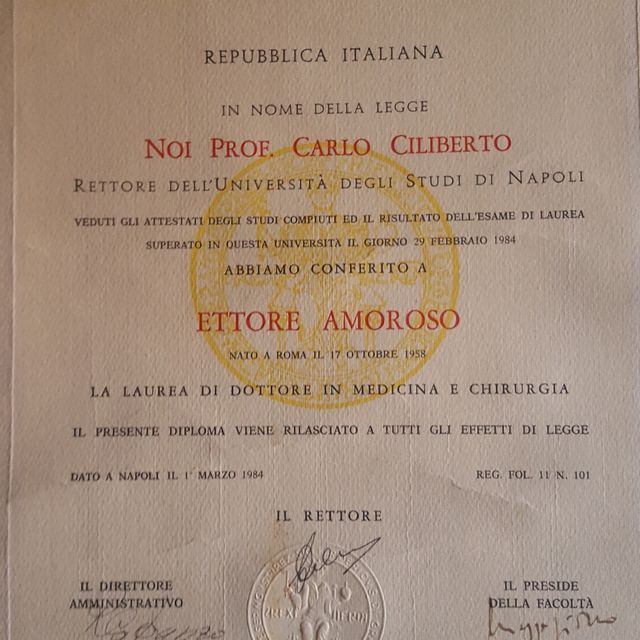 REPUBBLICA ITALIANA
IN NOME DELLA LEGGE
NOI PROF. CARLO CILIBERTO
RETTORE DELL'UNIVERSITÀ DEGLI STUDI DI NAPOLI
VEDUTI GLI ATTESTATI DEGLI STUDI COMPIUTI ED IL RISULTATO DELL'ESAME DI LAUREA
SUPERATO IN QUESTA UNIVERSITÀ IL GIORNO 29 FEBBRAIO 1984
ABBIAMO CONFERITO A
ETTORE AMOROSO
NATO A ROMA IL 17 OTTOBRE 1958
LA LAUREA DI DOTTORE IN MEDICINA E CHIRURGIA
IL PRESENTE DIPLOMA VIENE RILASCIATO A TUTTI GLI EFFETTI DI LEGGE
DATO A NAPOLI IL 1° MARZO 1984 REG. FOL. 11 N. 101
IL RETTORE
IL DIRETTORE
AMMINISTRATIVO
IL PRESIDE
DELLA FACOLTÀ